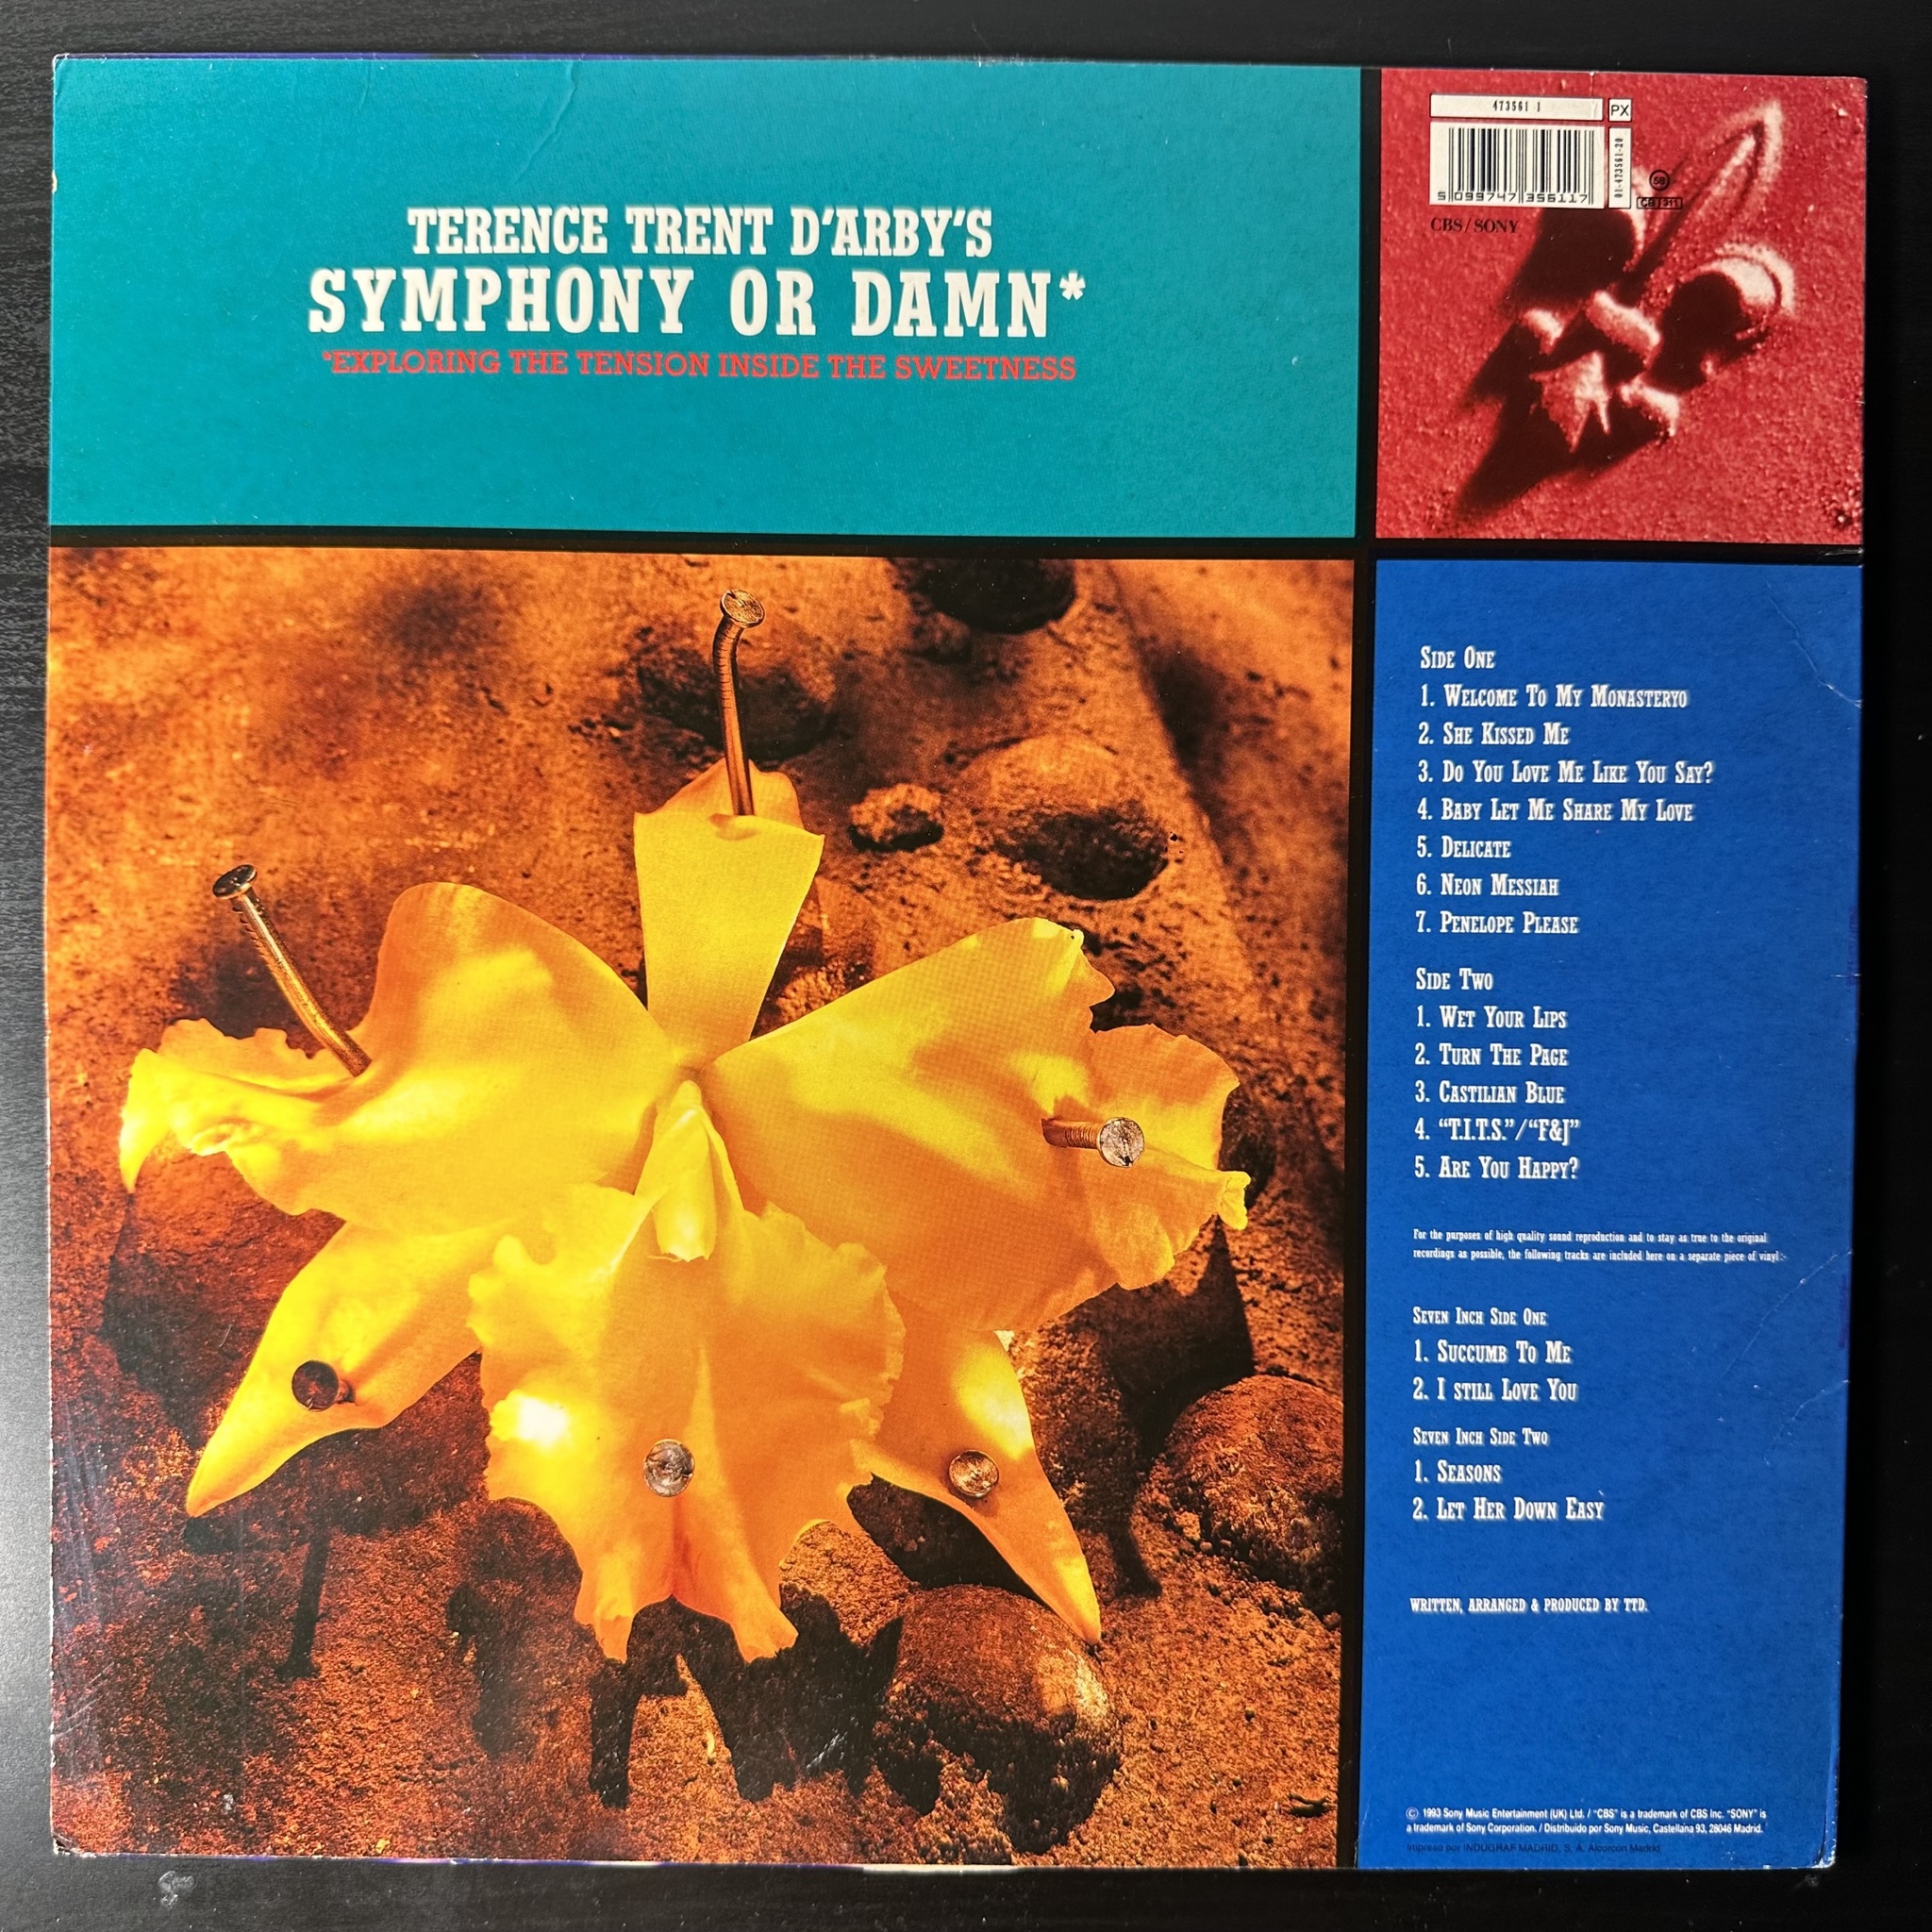 TERENCE TRENT D'ARBY'S
SYMPHONY OR DAMN*
*EXPLORING THE TENSION INSIDE THE SWEETNESS
473561 1
PX
5 099747 356117
01-473561-20
58
CB 1 311
CBS/SONY
SIDE ONE
1. WELCOME TO MY MONASTERYO
2. SHE KISSED ME
3. DO YOU LOVE ME LIKE YOU SAY?
4. BABY LET ME SHARE MY LOVE
5. DELICATE
6. NEON MESSIAH
7. PENELOPE PLEASE
SIDE TWO
1. WET YOUR LIPS
2. TURN THE PAGE
3. CASTILIAN BLUE
4. “T.I.T.S.”/“F&J”
5. ARE YOU HAPPY?
For the purposes of high quality sound reproduction and to stay as true to the original
recordings as possible, the following tracks are included here on a separate piece of vinyl:-
SEVEN INCH SIDE ONE
1. SUCCUMB TO ME
2. I STILL LOVE YOU
SEVEN INCH SIDE TWO
1. SEASONS
2. LET HER DOWN EASY
WRITTEN, ARRANGED & PRODUCED BY TTD.
© 1993 Sony Music Entertainment (UK) Ltd. / "CBS" is a trademark of CBS Inc. "SONY" is
a trademark of Sony Corporation. / Distribuido por Sony Music, Castellana 93, 28046 Madrid.
Impreso por INDUGRAF MADRID, S. A. Alcorcón Madrid